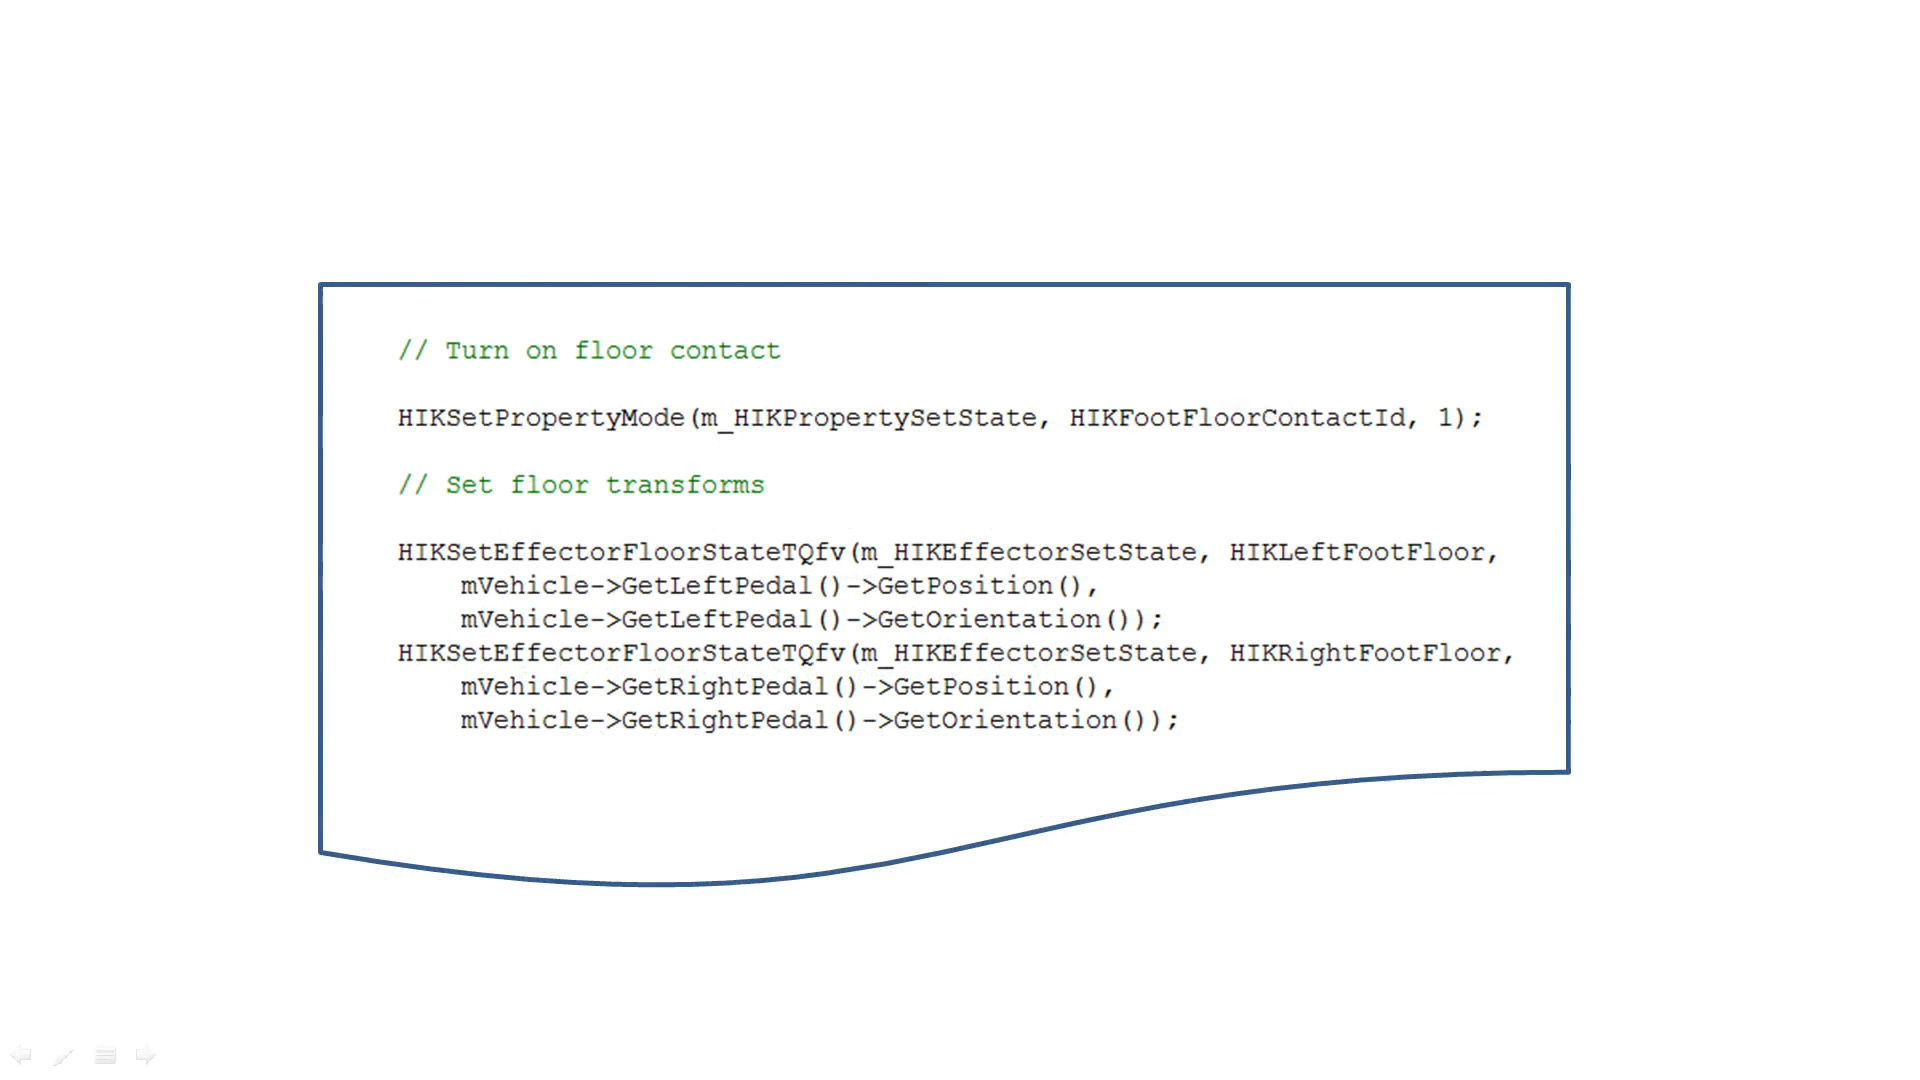 // Turn on floor contact
HIKSetPropertyMode(m_HIKPropertySetState, HIKFootFloorContactId, 1);
// Set floor transforms
HIKSetEffectorFloorStateTQfv(m_HIKEffectorSetState, HIKLeftFootFloor,
mVehicle->GetLeftPedal()->GetPosition(),
mVehicle->GetLeftPedal()->GetOrientation());
HIKSetEffectorFloorStateTQfv(m_HIKEffectorSetState, HIKRightFootFloor,
mVehicle->GetRightPedal()->GetPosition(),
mVehicle->GetRightPedal()->GetOrientation());